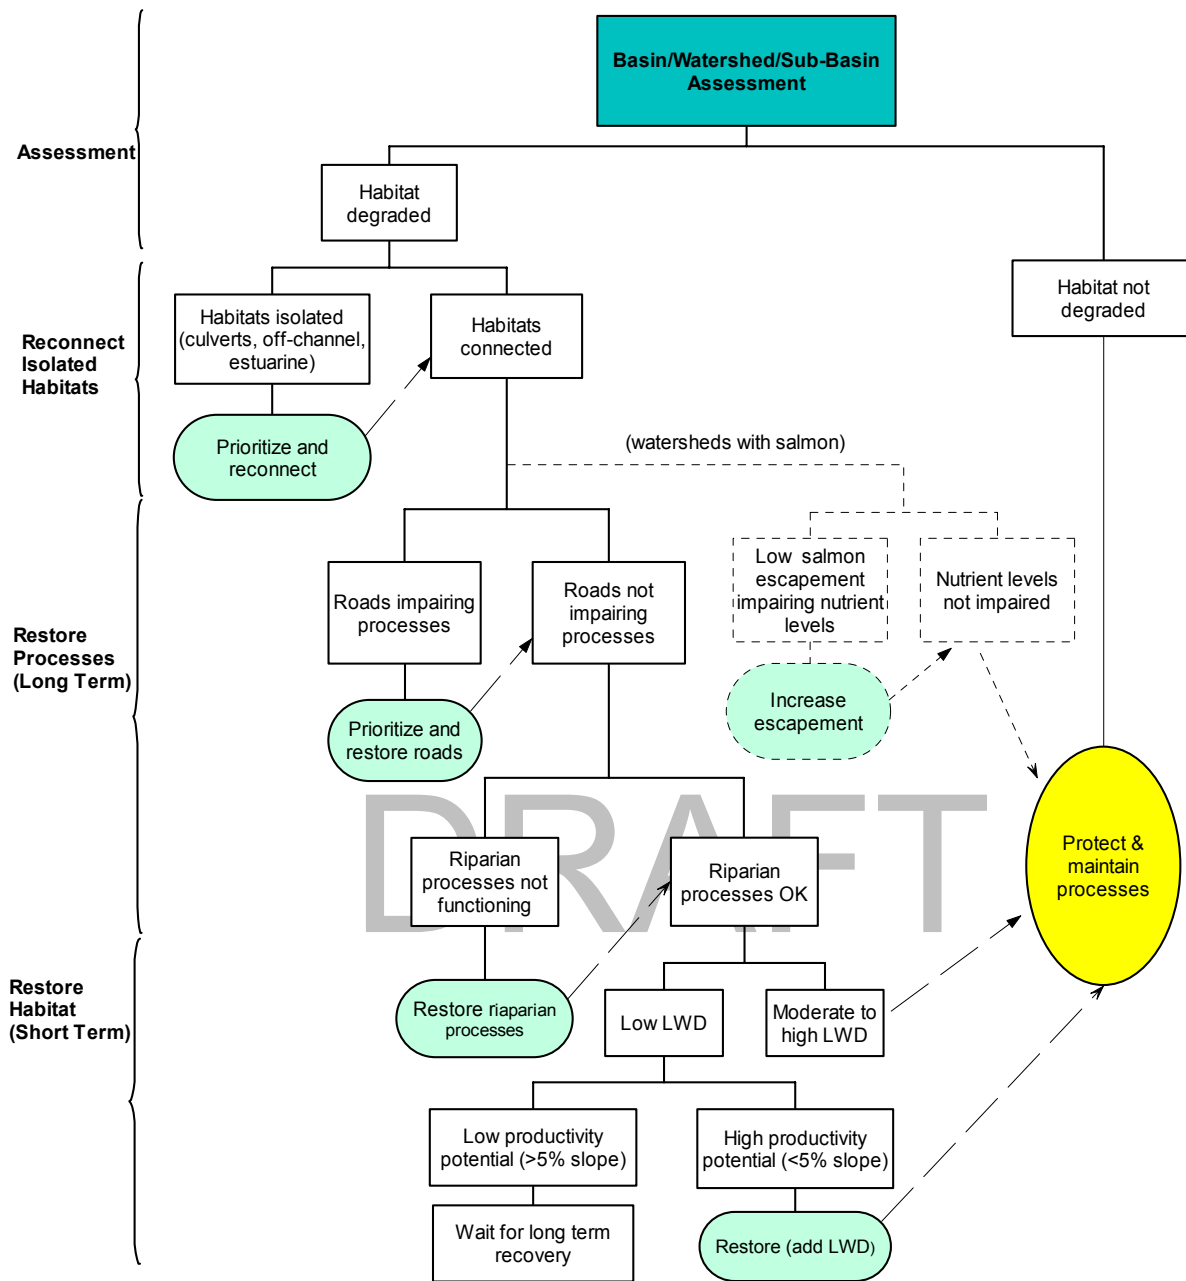 Basin/Watershed/Sub-Basin
Assessment
Assessment
Habitat
degraded
Habitat not
degraded
Reconnect
Isolated
Habitats
Habitats isolated
(culverts, off-channel,
estuarine)
Habitats
connected
Prioritize and
reconnect
(watersheds with salmon)
Restore
Processes
(Long Term)
Roads impairing
processes
Roads not
impairing
processes
Low salmon
escapement
impairing nutrient
levels
Nutrient levels
not impaired
Prioritize and
restore roads
Increase
escapement
DRAFT
Riparian
processes not
functioning
Riparian
processes OK
Protect &
maintain
processes
Restore
Habitat
(Short Term)
Restore riaparian
processes
Low LWD
Moderate to
high LWD
Low productivity
potential (>5% slope)
High productivity
potential (<5% slope)
Wait for long term
recovery
Restore (add LWD)